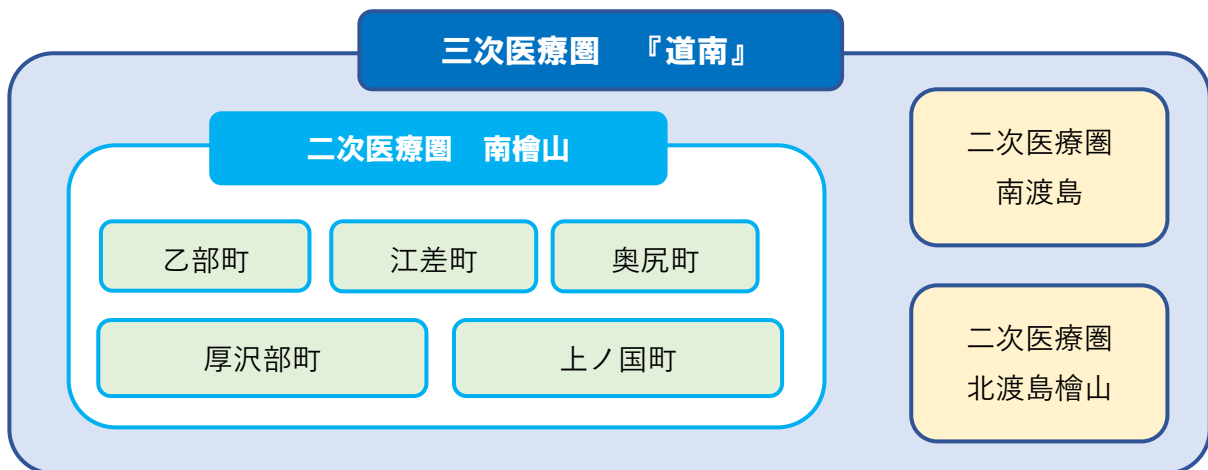 三次医療圏　『道南』
二次医療圏　南檜山
乙部町
江差町
奥尻町
厚沢部町
上ノ国町
二次医療圏
南渡島
二次医療圏
北渡島檜山